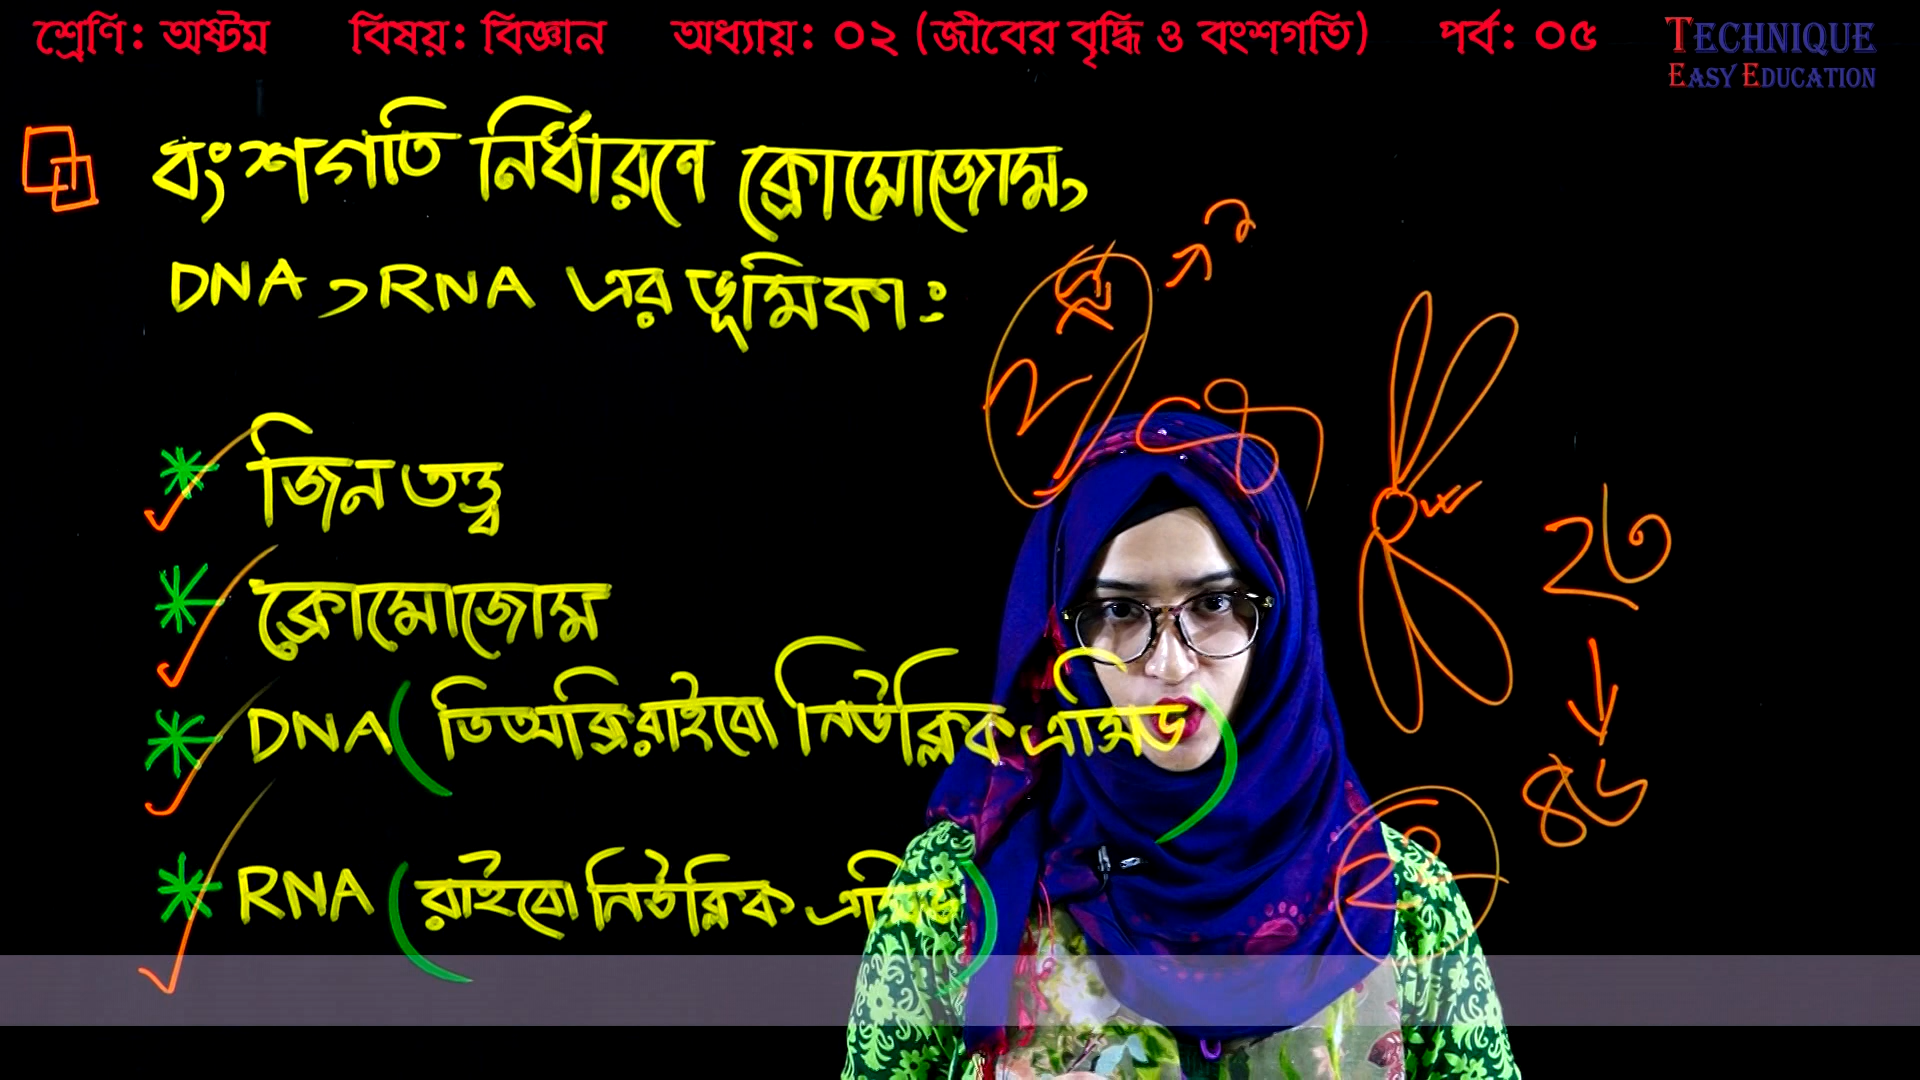 শ্রেণি: অষ্টম বিষয়: বিজ্ঞান অধ্যায়: ০২ (জীবের বৃদ্ধি ও বংশগতি) পর্ব: ০৫
TECHNIQUE
EASY EDUCATION
বংশগতি নির্ধারণে ক্রোমোজোম,
DNA, RNA এর ভূমিকা:
জিনতত্ত্ব
ক্রোমোজোম
২৩
DNA (ডিঅক্সিরাইবো নিউক্লিক এসিড)
৪৬
RNA (রাইবো নিউক্লিক এসিড)